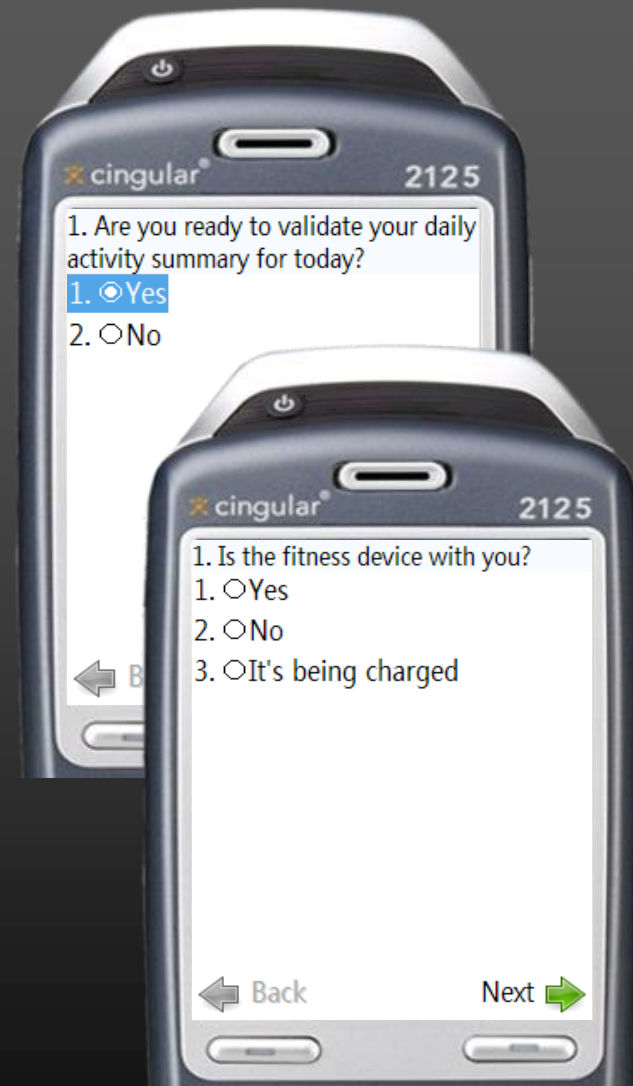 cingular®
2125
1. Are you ready to validate your daily
activity summary for today?
1. Yes
2. No
B
cingular®
2125
1. Is the fitness device with you?
1. Yes
2. No
3. It's being charged
Back
Next